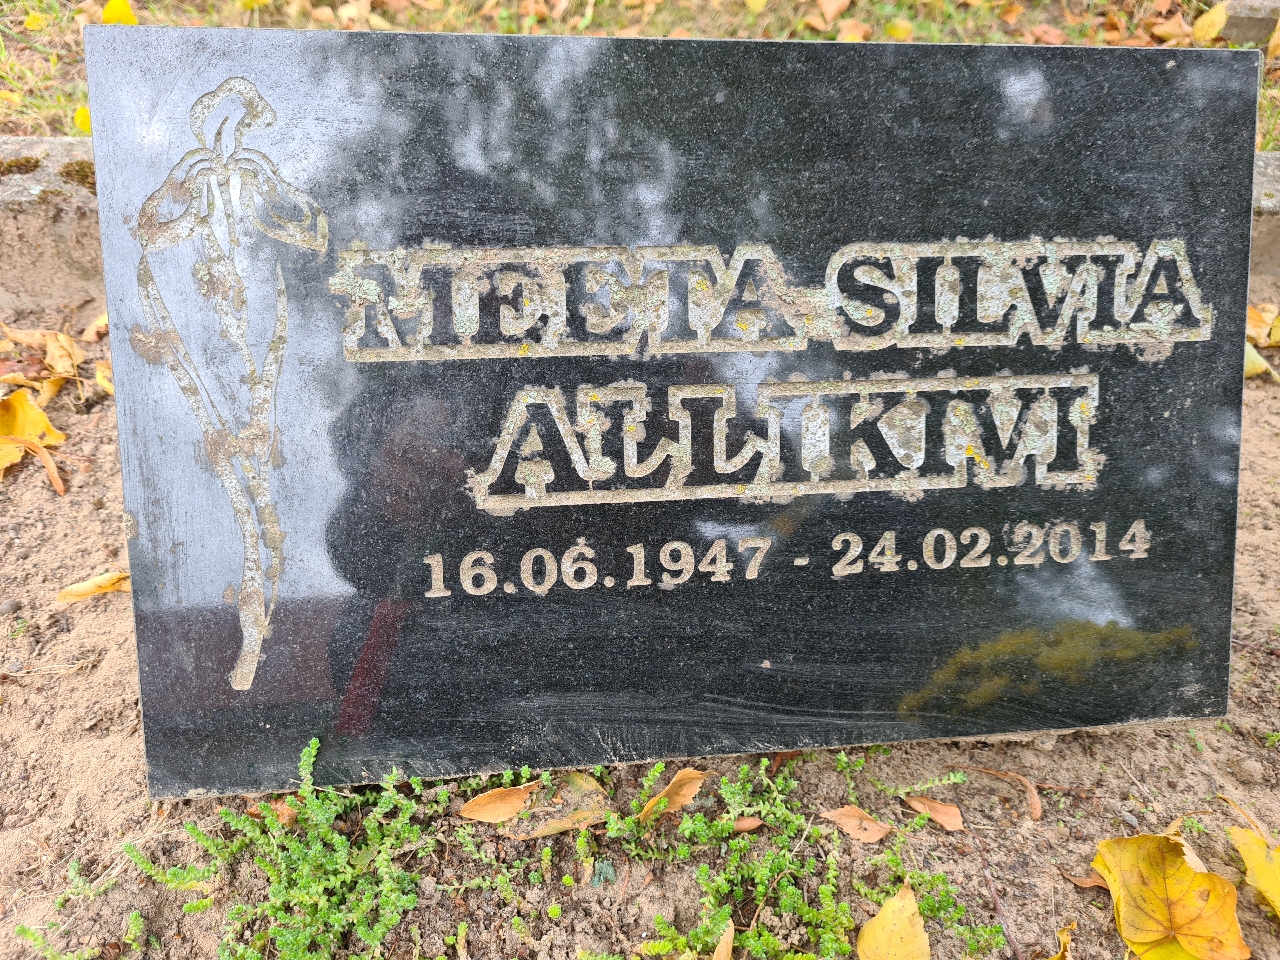 MEETA SILVIA
ALLIKIVI
16.06.1947 - 24.02.2014